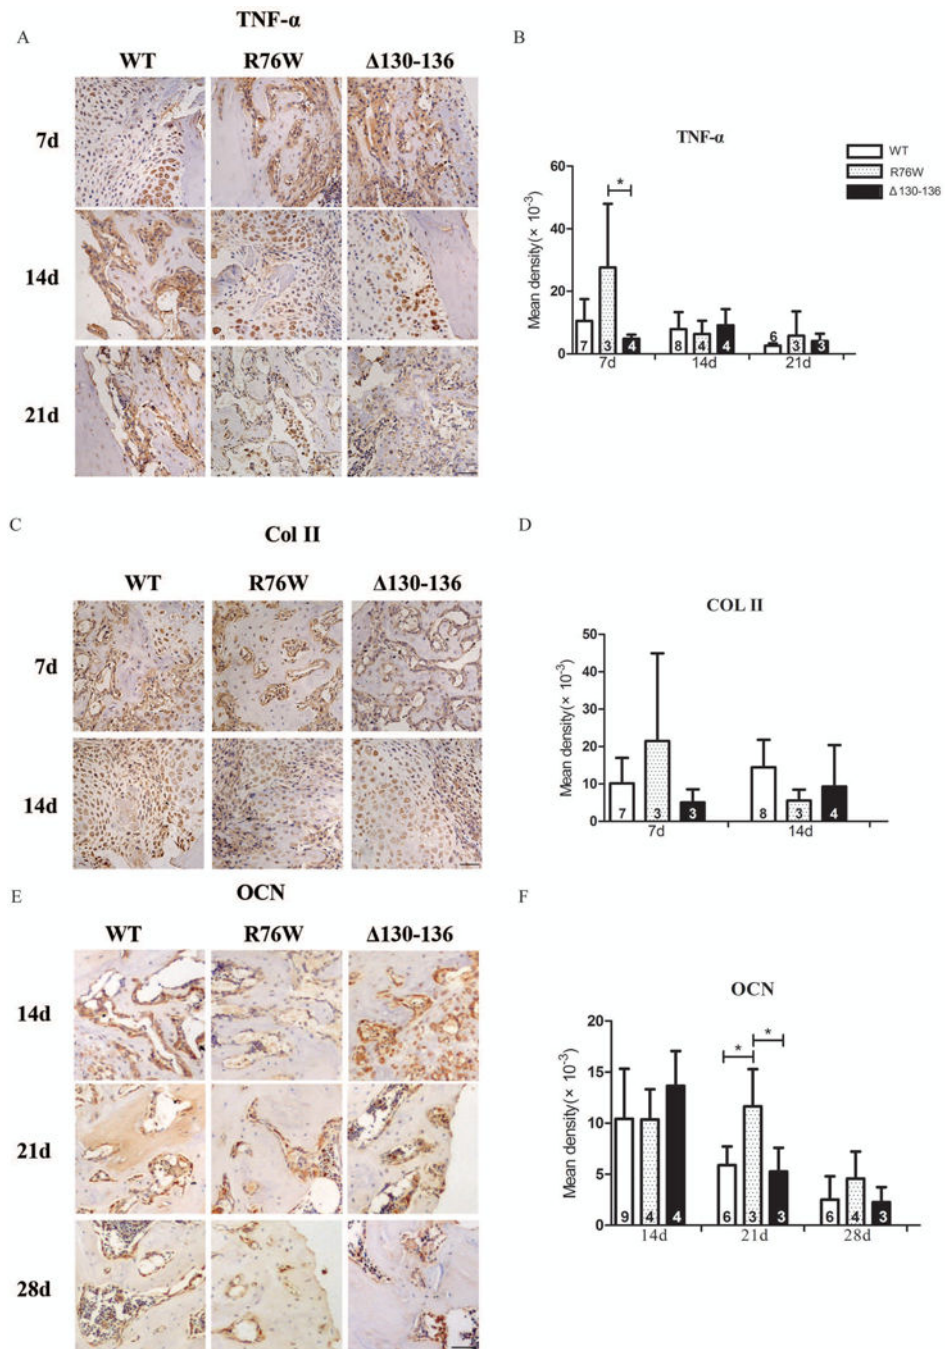 A
TNF-α
WT R76W Δ130-136
7d
14d
21d
B
TNF-α
WT
R76W
Δ130-136
Mean density(× 10⁻³)
60
40
20
0
7 3 4 8 4 4 6 3 3
7d 14d 21d
*
C
Col II
WT R76W Δ130-136
7d
14d
D
COL II
Mean density(× 10⁻³)
50
40
30
20
10
0
7 3 3 8 3 4
7d 14d
E
OCN
WT R76W Δ130-136
14d
21d
28d
F
OCN
Mean density(× 10⁻³)
20
15
10
5
0
* *
9 4 4 6 3 3 6 4 3
14d 21d 28d